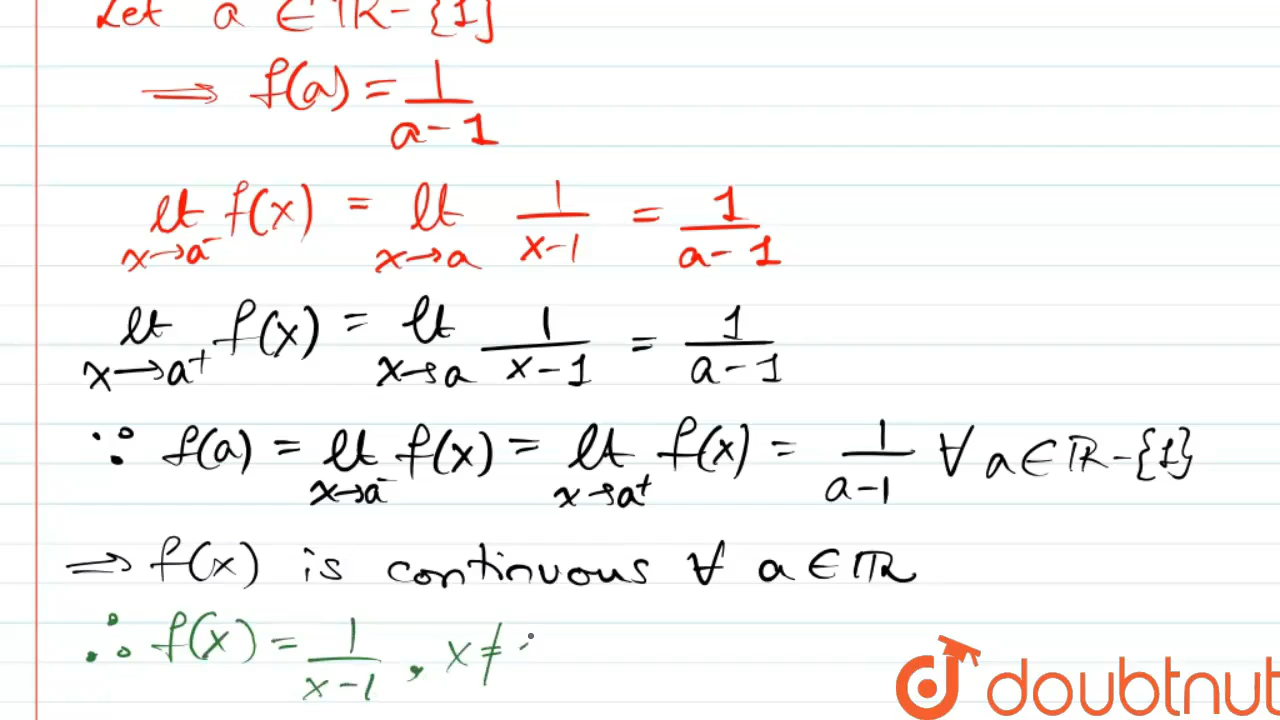 Let a ∈ ℝ-{1}
⟹ f(a) = 1/(a-1)
lt x→a⁻ f(x) = lt x→a 1/(x-1) = 1/(a-1)
lt x→a⁺ f(x) = lt x→a 1/(x-1) = 1/(a-1)
∵ f(a) = lt x→a⁻ f(x) = lt x→a⁺ f(x) = 1/(a-1) ∀ a∈ℝ-{1}
⟹ f(x) is continuous ∀ a∈ℝ
∴ f(x) = 1/(x-1), x≠
doubtnut